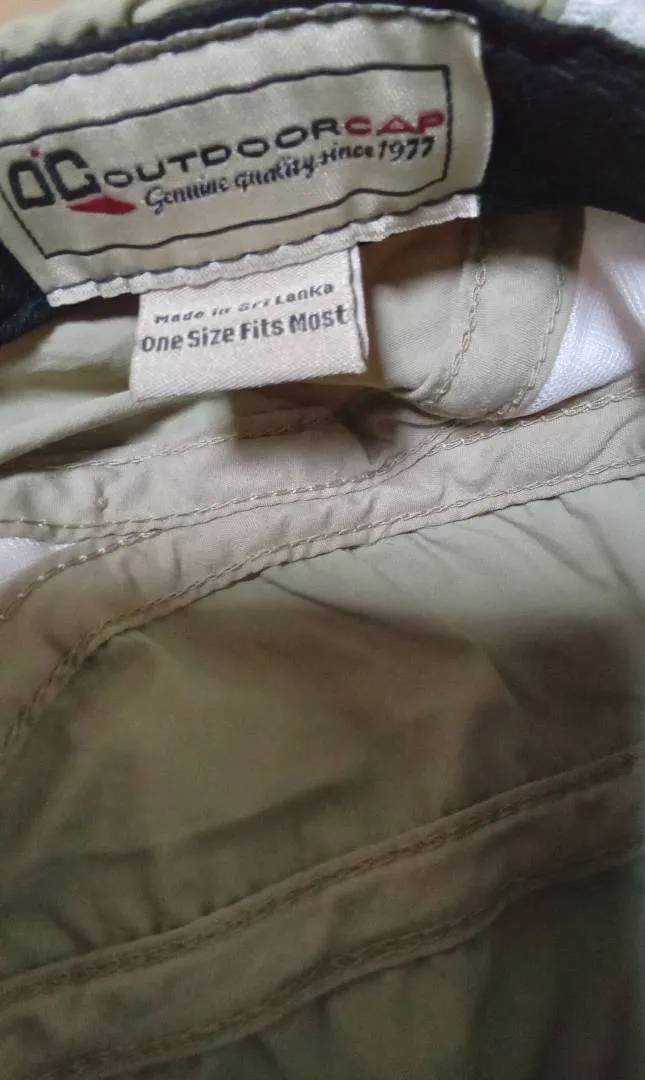 OC OUTDOORCAP
Genuine quality since 1977
Made in Sri Lanka
One Size Fits Most